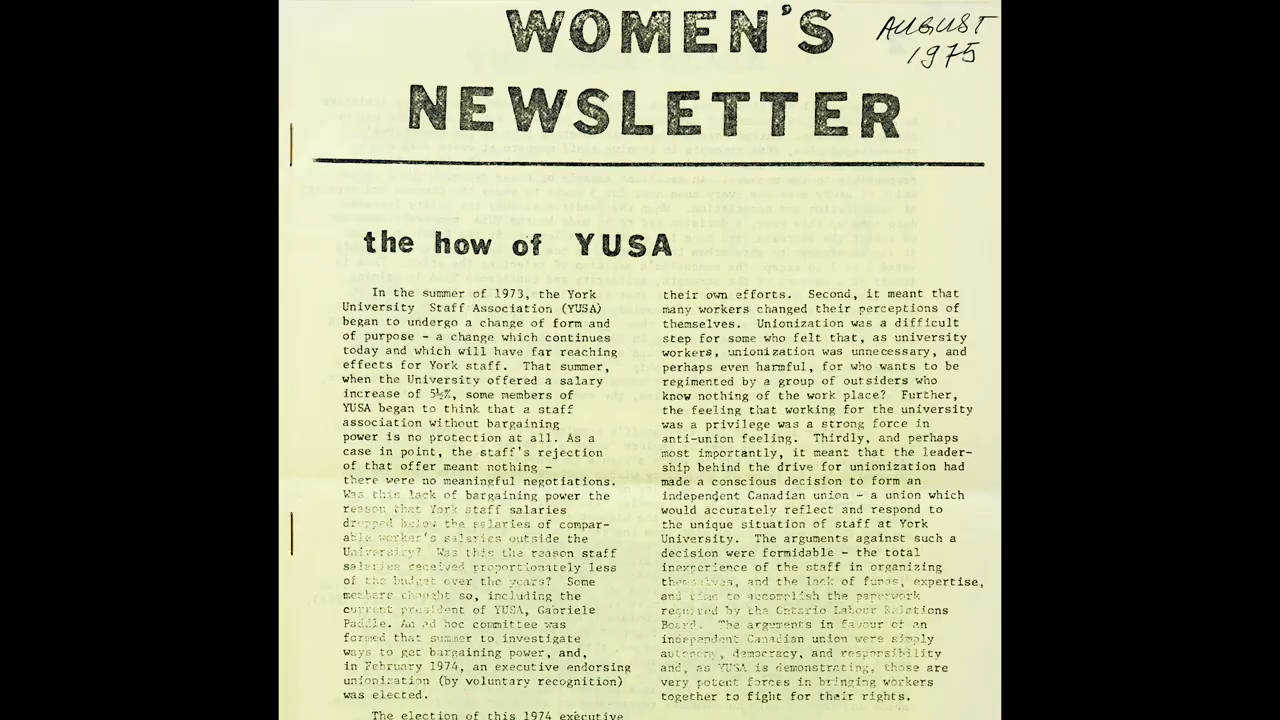 WOMEN'S
AUGUST
1975
NEWSLETTER
the how of YUSA
In the summer of 1973, the York
University Staff Association (YUSA)
began to undergo a change of form and
of purpose - a change which continues
today and which will have far reaching
effects for York staff. That summer,
when the University offered a salary
increase of 5½%, some members of
YUSA began to think that a staff
association without bargaining
power is no protection at all. As a
case in point, the staff's rejection
of that offer meant nothing -
there were no meaningful negotiations.
Was this lack of bargaining power the
reason that York staff salaries
dropped below the salaries of compar-
able worker's salaries outside the
University? Was this the reason staff
salaries received proportionately less
of the budget over the years? Some
members thought so, including the
current president of YUSA, Gabriele
Paddle. An ad hoc committee was
formed that summer to investigate
ways to get bargaining power, and,
in February 1974, an executive endorsing
unionization (by voluntary recognition)
was elected.
The election of this 1974 executive
their own efforts. Second, it meant that
many workers changed their perceptions of
themselves. Unionization was a difficult
step for some who felt that, as university
workers, unionization was unnecessary, and
perhaps even harmful, for who wants to be
regimented by a group of outsiders who
know nothing of the work place? Further,
the feeling that working for the university
was a privilege was a strong force in
anti-union feeling. Thirdly, and perhaps
most importantly, it meant that the leader-
ship behind the drive for unionization had
made a conscious decision to form an
independent Canadian union - a union which
would accurately reflect and respond to
the unique situation of staff at York
University. The arguments against such a
decision were formidable - the total
inexperience of the staff in organizing
themselves, and the lack of funds, expertise,
and time to accomplish the paperwork
required by the Ontario Labour Relations
Board. The arguments in favour of an
independent Canadian union were simply
autonomy, democracy, and responsibility
and, as YUSA is demonstrating, those are
very potent forces in bringing workers
together to fight for their rights.